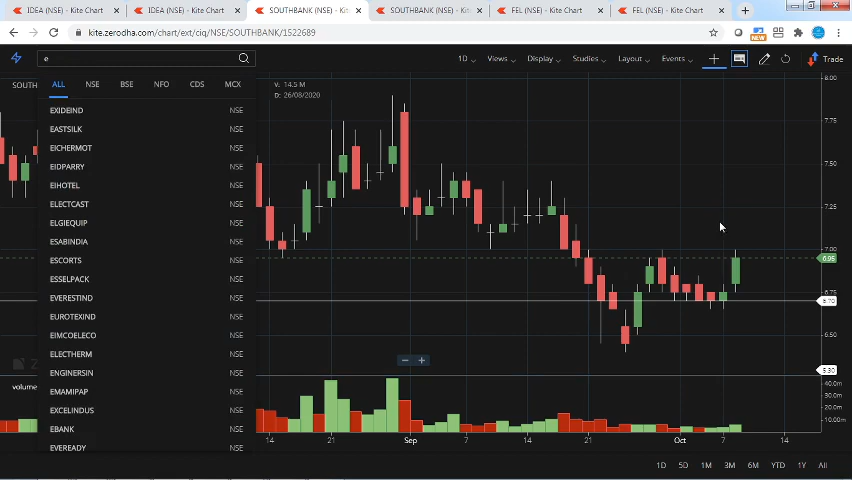 IDEA (NSE) - Kite Chart
IDEA (NSE) - Kite Chart
SOUTHBANK (NSE) - Kit
SOUTHBANK (NSE) - Kit
FEL (NSE) - Kite Chart
FEL (NSE) - Kite Chart
kite.zerodha.com/chart/ext/ciq/NSE/SOUTHBANK/1522689
NEW
e
1D
Views
Display
Studies
Layout
Events
Trade
SOUTH
ALL
NSE
BSE
NFO
CDS
MCX
V: 14.5 M
D: 26/08/2020
EXIDEIND NSE
EASTSILK NSE
EICHERMOT NSE
EIDPARRY NSE
EIHOTEL NSE
ELECTCAST NSE
ELGIEQUIP NSE
ESABINDIA NSE
ESCORTS NSE
ESSELPACK NSE
EVERESTIND NSE
EUROTEXIND NSE
EIMCOELECO NSE
ELECTHERM NSE
ENGINERSIN NSE
EMAMIPAP NSE
EXCELINDUS NSE
EBANK NSE
EVEREADY NSE
8.00
7.75
7.50
7.25
7.00
6.95
6.75
6.70
6.50
6.30
volume
40.0m
30.0m
20.0m
10.00m
14
21
Sep
7
14
21
Oct
7
14
1D
5D
1M
3M
6M
YTD
1Y
All